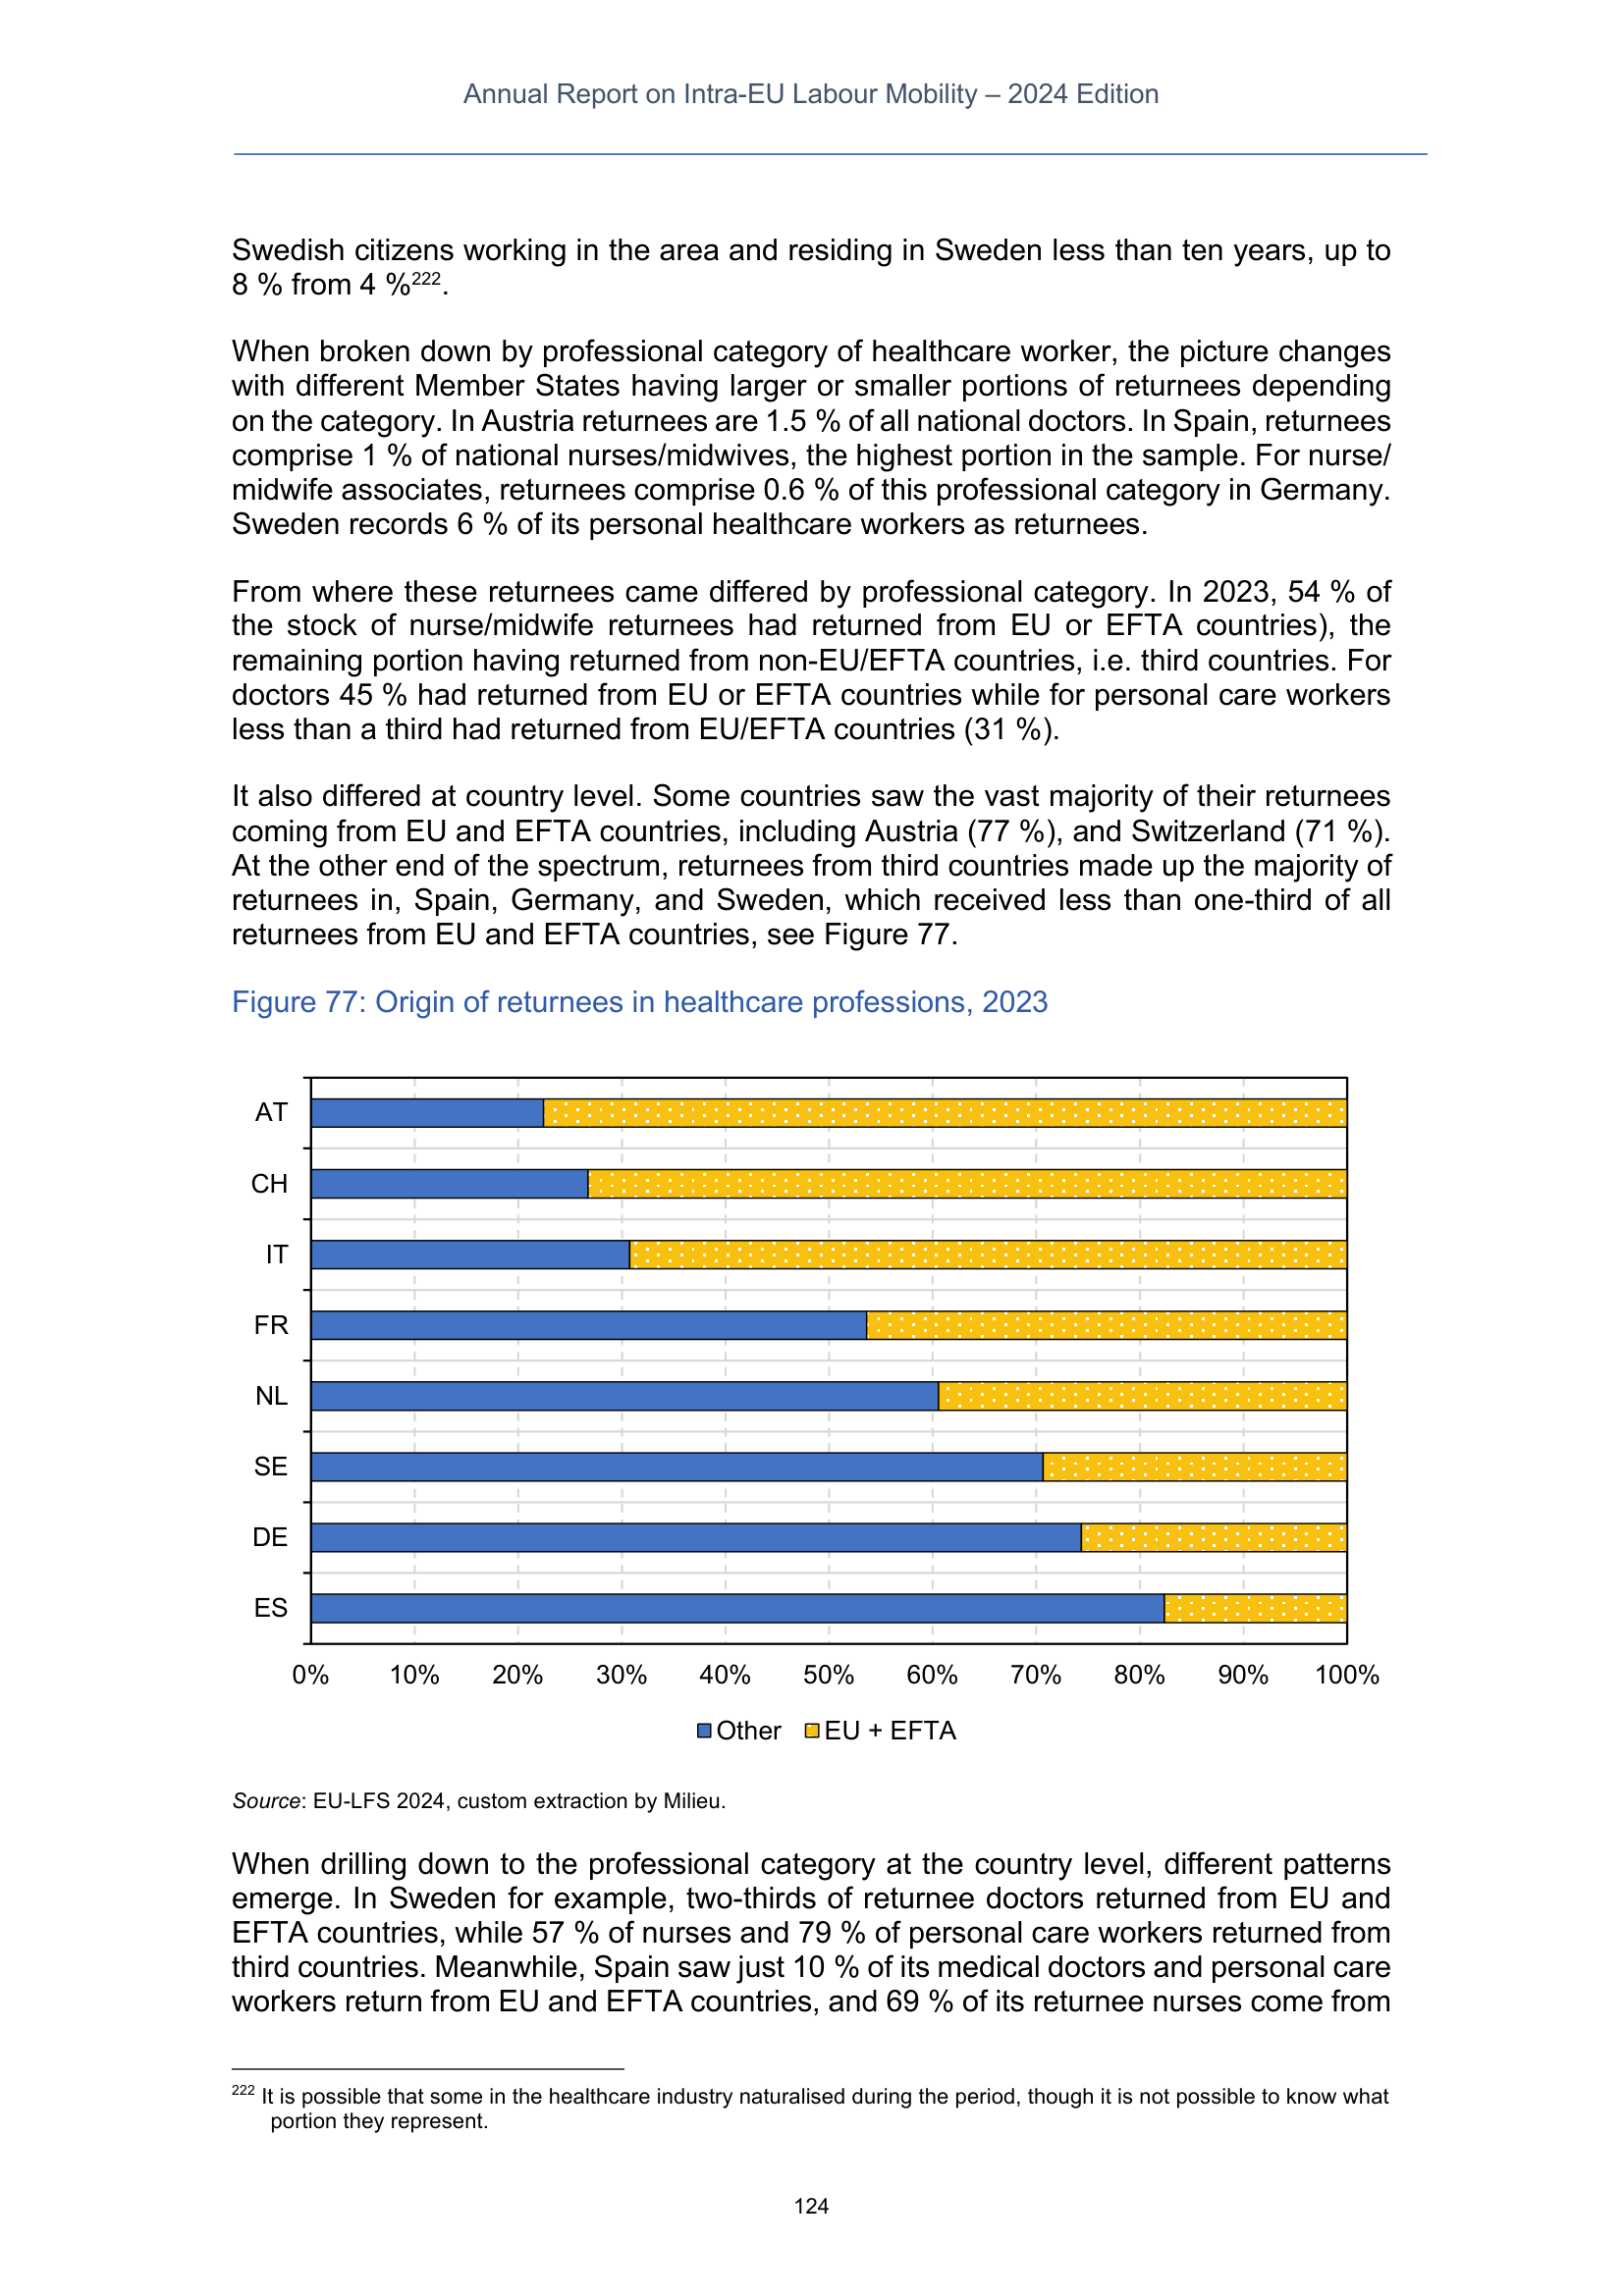 Annual Report on Intra-EU Labour Mobility – 2024 Edition
Swedish citizens working in the area and residing in Sweden less than ten years, up to
8 % from 4 %222.
When broken down by professional category of healthcare worker, the picture changes
with different Member States having larger or smaller portions of returnees depending
on the category. In Austria returnees are 1.5 % of all national doctors. In Spain, returnees
comprise 1 % of national nurses/midwives, the highest portion in the sample. For nurse/
midwife associates, returnees comprise 0.6 % of this professional category in Germany.
Sweden records 6 % of its personal healthcare workers as returnees.
From where these returnees came differed by professional category. In 2023, 54 % of
the stock of nurse/midwife returnees had returned from EU or EFTA countries), the
remaining portion having returned from non-EU/EFTA countries, i.e. third countries. For
doctors 45 % had returned from EU or EFTA countries while for personal care workers
less than a third had returned from EU/EFTA countries (31 %).
It also differed at country level. Some countries saw the vast majority of their returnees
coming from EU and EFTA countries, including Austria (77 %), and Switzerland (71 %).
At the other end of the spectrum, returnees from third countries made up the majority of
returnees in, Spain, Germany, and Sweden, which received less than one-third of all
returnees from EU and EFTA countries, see Figure 77.
Figure 77: Origin of returnees in healthcare professions, 2023
AT
CH
IT
FR
NL
SE
DE
ES
0% 10% 20% 30% 40% 50% 60% 70% 80% 90% 100%
Other EU + EFTA
Source: EU-LFS 2024, custom extraction by Milieu.
When drilling down to the professional category at the country level, different patterns
emerge. In Sweden for example, two-thirds of returnee doctors returned from EU and
EFTA countries, while 57 % of nurses and 79 % of personal care workers returned from
third countries. Meanwhile, Spain saw just 10 % of its medical doctors and personal care
workers return from EU and EFTA countries, and 69 % of its returnee nurses come from
222 It is possible that some in the healthcare industry naturalised during the period, though it is not possible to know what
portion they represent.
124